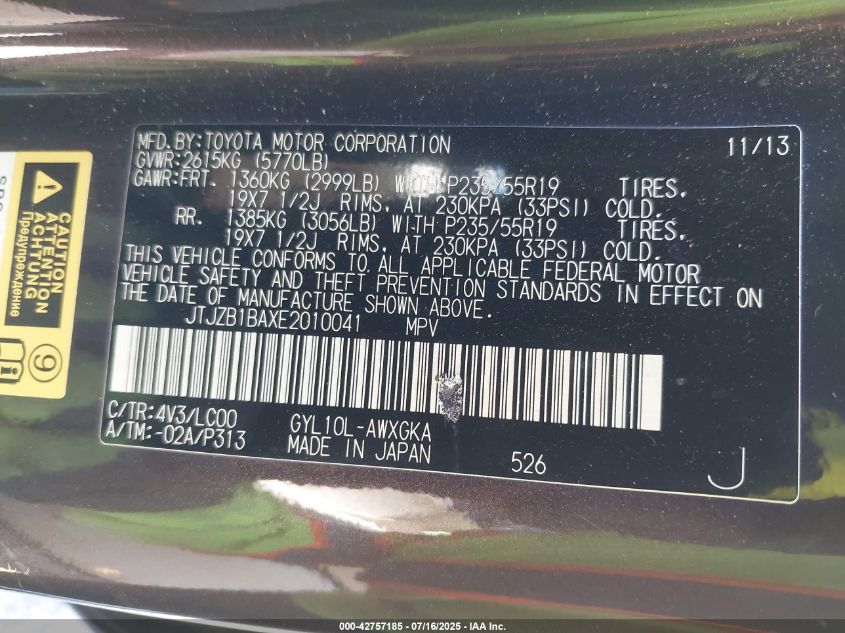 MFD. BY: TOYOTA MOTOR CORPORATION 11/13
GVWR: 2615KG (5770LB)
GAWR: FRT. 1360KG (2999LB) WITH P235/55R19 TIRES.
19X7 1/2J RIMS, AT 230KPA (33PSI) COLD.
RR. 1385KG (3056LB) WITH P235/55R19 TIRES.
19X7 1/2J RIMS, AT 230KPA (33PSI) COLD.
THIS VEHICLE CONFORMS TO ALL APPLICABLE FEDERAL MOTOR
VEHICLE SAFETY AND THEFT PREVENTION STANDARDS IN EFFECT ON
THE DATE OF MANUFACTURE SHOWN ABOVE.
JTJZB1BAXE2010041 MPV
C/TR: 4V3/LC00 GYL10L-AWXGKA
A/TM: -02A/P313 MADE IN JAPAN 526 J
CAUTION
ATTENTION
ACHTUNG
Предупреждение
9
000-42757185 - 07/16/2025 - IAA Inc.